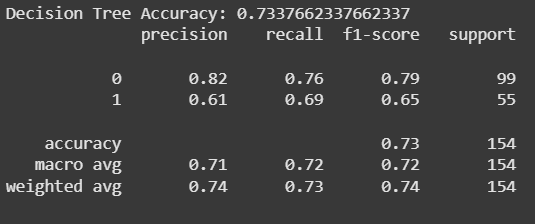 Decision Tree Accuracy: 0.7337662337662337
precision recall f1-score support
0 0.82 0.76 0.79 99
1 0.61 0.69 0.65 55
accuracy 0.73 154
macro avg 0.71 0.72 0.72 154
weighted avg 0.74 0.73 0.74 154